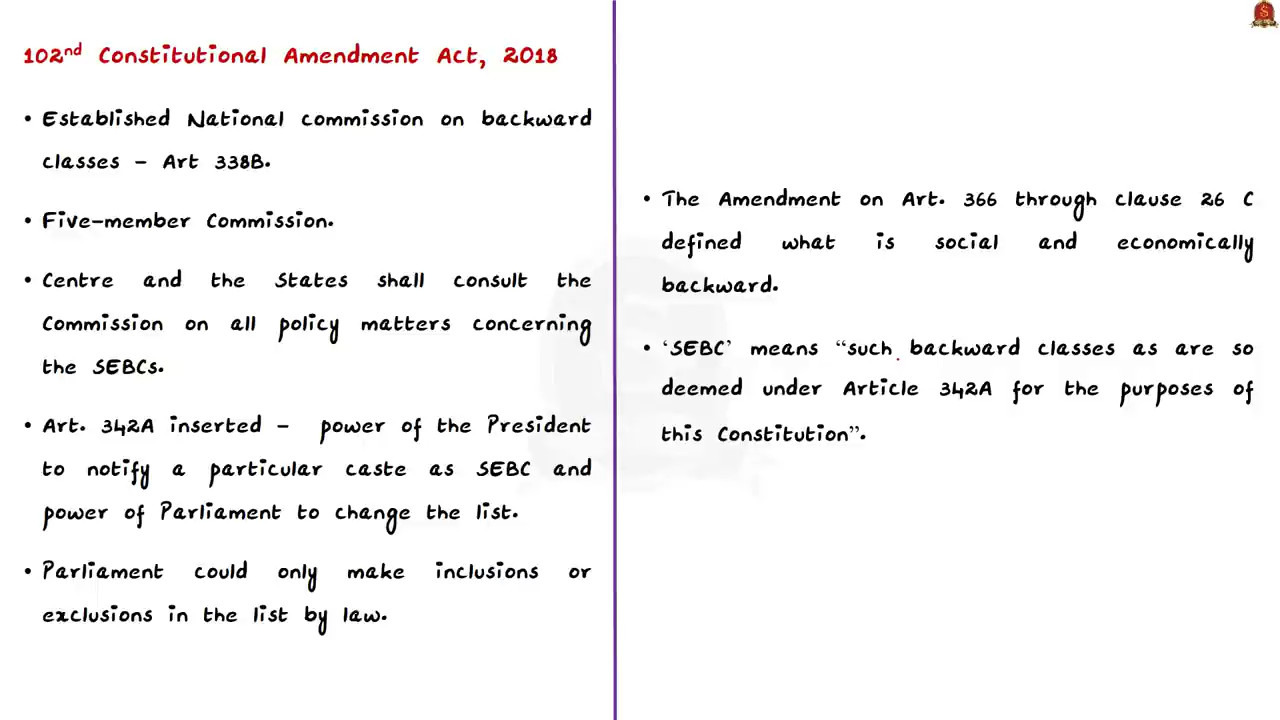 102nd Constitutional Amendment Act, 2018
• Established National commission on backward
classes – Art 338B.
• Five-member Commission.
• Centre and the States shall consult the
Commission on all policy matters concerning
the SEBCs.
• Art. 342A inserted – power of the President
to notify a particular caste as SEBC and
power of Parliament to change the list.
• Parliament could only make inclusions or
exclusions in the list by law.
• The Amendment on Art. 366 through clause 26 C
defined what is social and economically
backward.
• ‘SEBC’ means “such backward classes as are so
deemed under Article 342A for the purposes of
this Constitution”.